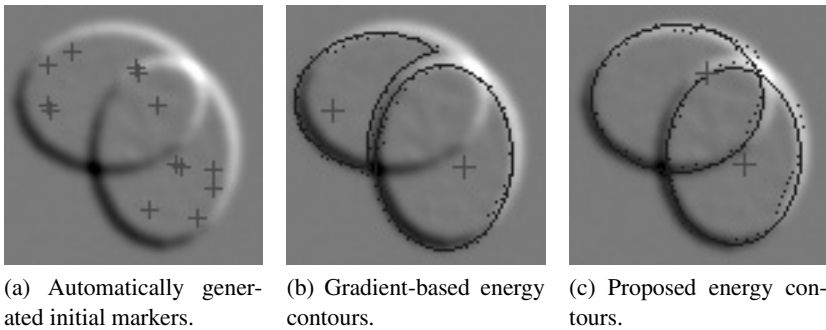 (a) Automatically gener-
ated initial markers.
(b) Gradient-based energy
contours.
(c) Proposed energy con-
tours.